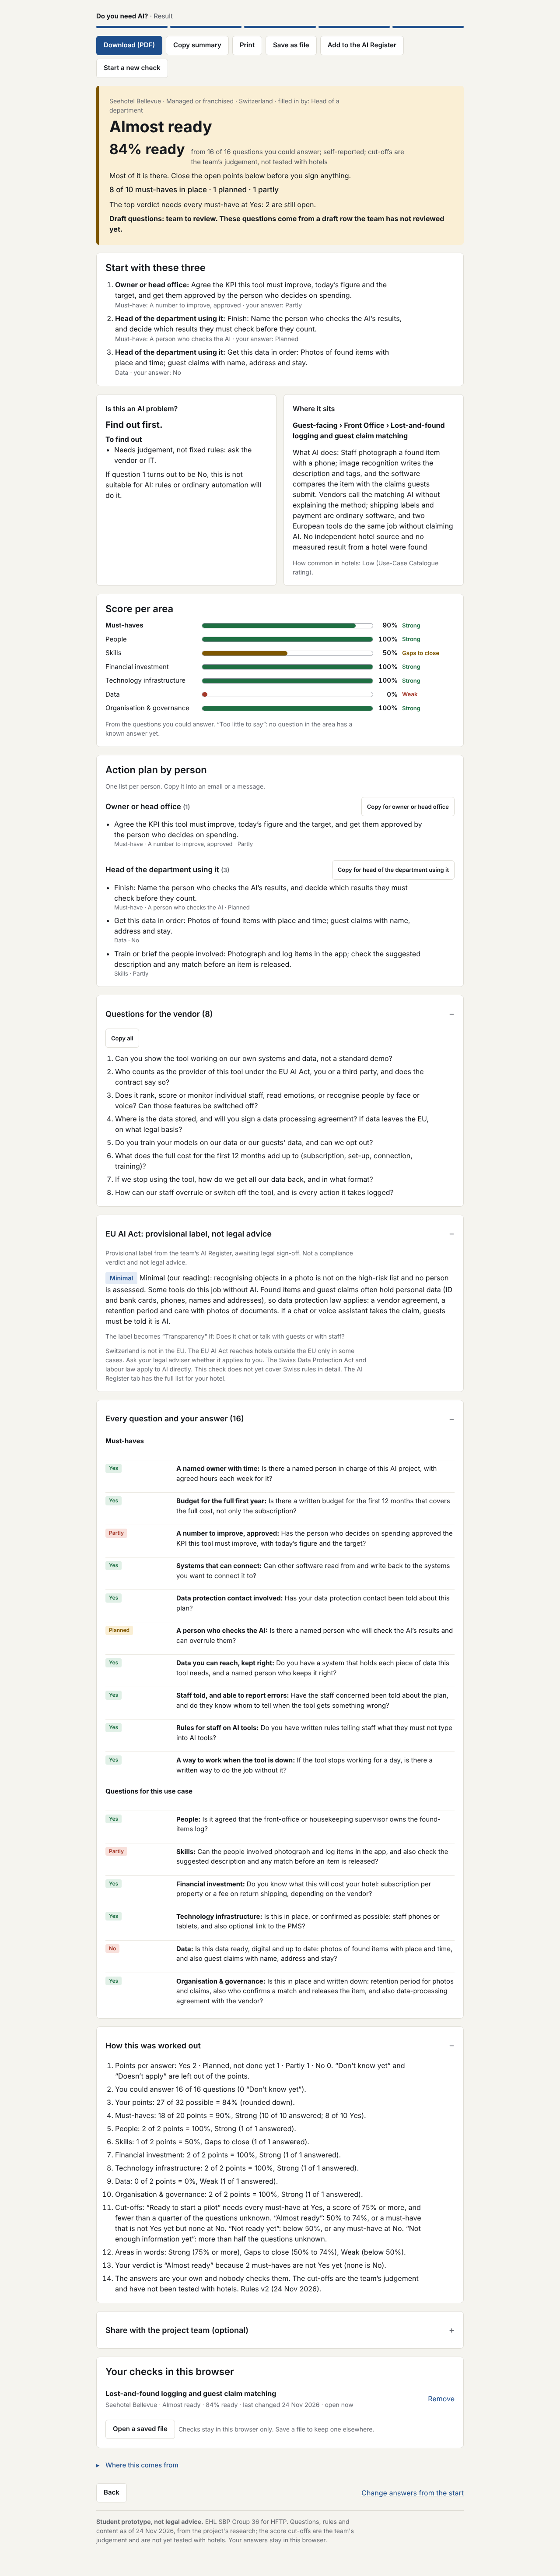 Do you need AI? · Result
Download (PDF)
Copy summary
Print
Save as file
Add to the AI Register
Start a new check
Seehotel Bellevue · Managed or franchised · Switzerland · filled in by: Head of a
department
Almost ready
84% ready from 16 of 16 questions you could answer; self-reported; cut-offs are
the team's judgement, not tested with hotels
Most of it is there. Close the open points below before you sign anything.
8 of 10 must-haves in place · 1 planned · 1 partly
The top verdict needs every must-have at Yes: 2 are still open.
Draft questions: team to review. These questions come from a draft row the team has not reviewed
yet.
Start with these three
1. Owner or head office: Agree the KPI this tool must improve, today's figure and the
target, and get them approved by the person who decides on spending.
Must-have: A number to improve, approved · your answer: Partly
2. Head of the department using it: Finish: Name the person who checks the AI's results,
and decide which results they must check before they count.
Must-have: A person who checks the AI · your answer: Planned
3. Head of the department using it: Get this data in order: Photos of found items with
place and time; guest claims with name, address and stay.
Data · your answer: No
Is this an AI problem?
Find out first.
To find out
• Needs judgement, not fixed rules: ask the
vendor or IT.
If question 1 turns out to be No, this is not
suitable for AI: rules or ordinary automation will
do it.
Where it sits
Guest-facing › Front Office › Lost-and-found
logging and guest claim matching
What AI does: Staff photograph a found item
with a phone; image recognition writes the
description and tags, and the software
compares the item with the claims guests
submit. Vendors call the matching AI without
explaining the method; shipping labels and
payment are ordinary software, and two
European tools do the same job without claiming
AI. No independent hotel source and no
measured result from a hotel were found
How common in hotels: Low (Use-Case Catalogue
rating).
Score per area
Must-haves 90% Strong
People 100% Strong
Skills 50% Gaps to close
Financial investment 100% Strong
Technology infrastructure 100% Strong
Data 0% Weak
Organisation & governance 100% Strong
From the questions you could answer. "Too little to say": no question in the area has a
known answer yet.
Action plan by person
One list per person. Copy it into an email or a message.
Owner or head office (1)
Copy for owner or head office
• Agree the KPI this tool must improve, today's figure and the target, and get them approved by
the person who decides on spending.
Must-have · A number to improve, approved · Partly
Head of the department using it (3)
Copy for head of the department using it
• Finish: Name the person who checks the AI's results, and decide which results they must
check before they count.
Must-have · A person who checks the AI · Planned
• Get this data in order: Photos of found items with place and time; guest claims with name,
address and stay.
Data · No
• Train or brief the people involved: Photograph and log items in the app; check the suggested
description and any match before an item is released.
Skills · Partly
Questions for the vendor (8) −
Copy all
1. Can you show the tool working on our own systems and data, not a standard demo?
2. Who counts as the provider of this tool under the EU AI Act, you or a third party, and does the
contract say so?
3. Does it rank, score or monitor individual staff, read emotions, or recognise people by face or
voice? Can those features be switched off?
4. Where is the data stored, and will you sign a data processing agreement? If data leaves the EU,
on what legal basis?
5. Do you train your models on our data or our guests' data, and can we opt out?
6. What does the full cost for the first 12 months add up to (subscription, set-up, connection,
training)?
7. If we stop using the tool, how do we get all our data back, and in what format?
8. How can our staff overrule or switch off the tool, and is every action it takes logged?
EU AI Act: provisional label, not legal advice −
Provisional label from the team's AI Register, awaiting legal sign-off. Not a compliance
verdict and not legal advice.
Minimal Minimal (our reading): recognising objects in a photo is not on the high-risk list and no person
is assessed. Some tools do this job without AI. Found items and guest claims often hold personal data (ID
and bank cards, phones, names and addresses), so data protection law applies: a vendor agreement, a
retention period and care with photos of documents. If a chat or voice assistant takes the claim, guests
must be told it is AI.
The label becomes "Transparency" if: Does it chat or talk with guests or with staff?
Switzerland is not in the EU. The EU AI Act reaches hotels outside the EU only in some
cases. Ask your legal adviser whether it applies to you. The Swiss Data Protection Act and
labour law apply to AI directly. This check does not yet cover Swiss rules in detail. The AI
Register tab has the full list for your hotel.
Every question and your answer (16) −
Must-haves
Yes A named owner with time: Is there a named person in charge of this AI project, with
agreed hours each week for it?
Yes Budget for the full first year: Is there a written budget for the first 12 months that covers
the full cost, not only the subscription?
Partly A number to improve, approved: Has the person who decides on spending approved the
KPI this tool must improve, with today's figure and the target?
Yes Systems that can connect: Can other software read from and write back to the systems
you want to connect it to?
Yes Data protection contact involved: Has your data protection contact been told about this
plan?
Planned A person who checks the AI: Is there a named person who will check the AI's results and
can overrule them?
Yes Data you can reach, kept right: Do you have a system that holds each piece of data this
tool needs, and a named person who keeps it right?
Yes Staff told, and able to report errors: Have the staff concerned been told about the plan,
and do they know whom to tell when the tool gets something wrong?
Yes Rules for staff on AI tools: Do you have written rules telling staff what they must not type
into AI tools?
Yes A way to work when the tool is down: If the tool stops working for a day, is there a
written way to do the job without it?
Questions for this use case
Yes People: Is it agreed that the front-office or housekeeping supervisor owns the found-
items log?
Partly Skills: Can the people involved photograph and log items in the app, and also check the
suggested description and any match before an item is released?
Yes Financial investment: Do you know what this will cost your hotel: subscription per
property or a fee on return shipping, depending on the vendor?
Yes Technology infrastructure: Is this in place, or confirmed as possible: staff phones or
tablets, and also optional link to the PMS?
No Data: Is this data ready, digital and up to date: photos of found items with place and time,
and also guest claims with name, address and stay?
Yes Organisation & governance: Is this in place and written down: retention period for photos
and claims, also who confirms a match and releases the item, and also data-processing
agreement with the vendor?
How this was worked out −
1. Points per answer: Yes 2 · Planned, not done yet 1 · Partly 1 · No 0. "Don't know yet" and
"Doesn't apply" are left out of the points.
2. You could answer 16 of 16 questions (0 "Don't know yet").
3. Your points: 27 of 32 possible = 84% (rounded down).
4. Must-haves: 18 of 20 points = 90%, Strong (10 of 10 answered; 8 of 10 Yes).
5. People: 2 of 2 points = 100%, Strong (1 of 1 answered).
6. Skills: 1 of 2 points = 50%, Gaps to close (1 of 1 answered).
7. Financial investment: 2 of 2 points = 100%, Strong (1 of 1 answered).
8. Technology infrastructure: 2 of 2 points = 100%, Strong (1 of 1 answered).
9. Data: 0 of 2 points = 0%, Weak (1 of 1 answered).
10. Organisation & governance: 2 of 2 points = 100%, Strong (1 of 1 answered).
11. Cut-offs: "Ready to start a pilot" needs every must-have at Yes, a score of 75% or more, and
fewer than a quarter of the questions unknown. "Almost ready": 50% to 74%, or a must-have
that is not Yes yet but none at No. "Not ready yet": below 50%, or any must-have at No. "Not
enough information yet": more than half the questions unknown.
12. Areas in words: Strong (75% or more), Gaps to close (50% to 74%), Weak (below 50%).
13. Your verdict is "Almost ready" because 2 must-haves are not Yes yet (none is No).
14. The answers are your own and nobody checks them. The cut-offs are the team's judgement
and have not been tested with hotels. Rules v2 (24 Nov 2026).
Share with the project team (optional) +
Your checks in this browser
Lost-and-found logging and guest claim matching
Seehotel Bellevue · Almost ready · 84% ready · last changed 24 Nov 2026 · open now
Remove
Open a saved file Checks stay in this browser only. Save a file to keep one elsewhere.
▸ Where this comes from
Back
Change answers from the start
Student prototype, not legal advice. EHL SBP Group 36 for HFTP. Questions, rules and
content as of 24 Nov 2026, from the project's research; the score cut-offs are the team's
judgement and are not yet tested with hotels. Your answers stay in this browser.